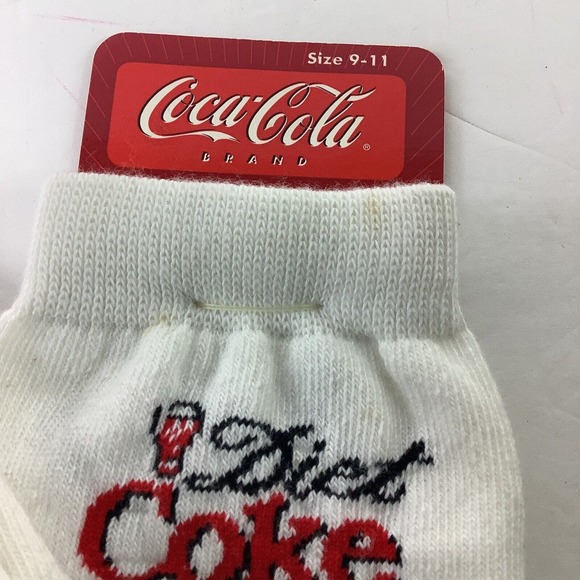 Size 9-11
Coca-Cola ®
BRAND
Diet
Coke